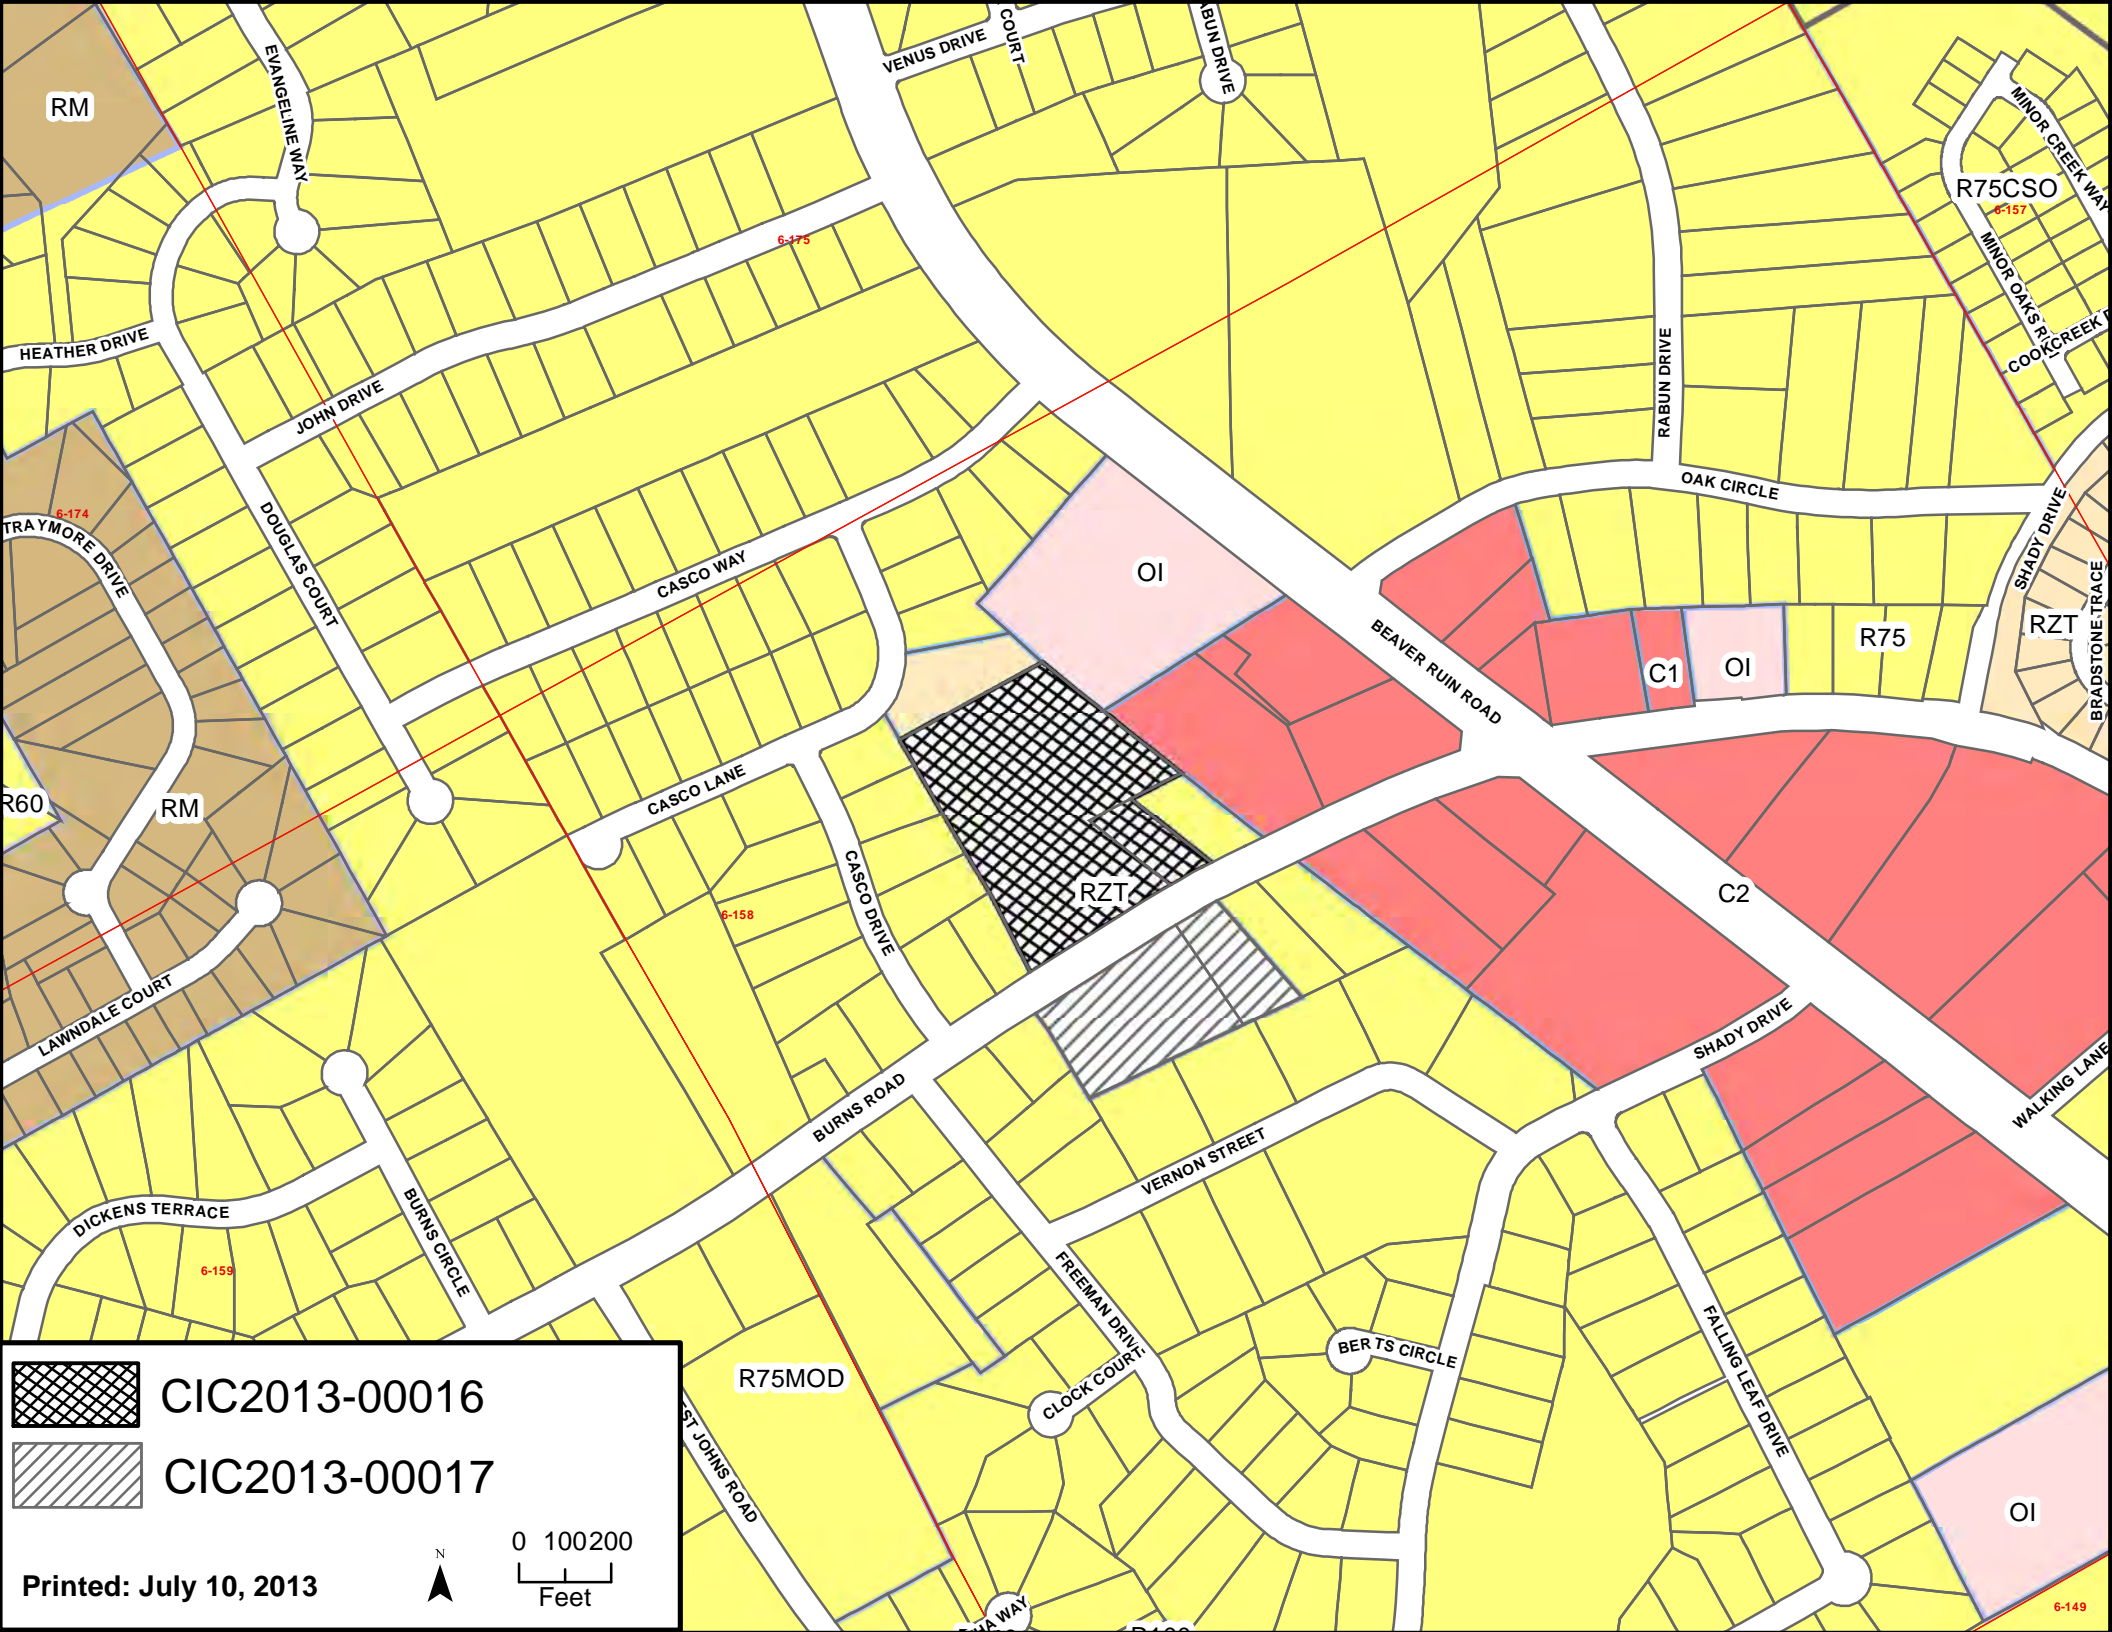 COURT
RABUN DRIVE
VENUS DRIVE
EVANGELINE WAY
RM
MINOR CREEK WAY
R75CSO
6-157
6-175
MINOR OAKS
HEATHER DRIVE
COOKCREEK
RABUN DRIVE
JOHN DRIVE
OAK CIRCLE
6-174
TRAYMORE DRIVE
DOUGLAS COURT
SHADY DRIVE
CASCO WAY
OI
BRADSTONE TRACE
RZT
R75
BEAVER RUIN ROAD
C1
OI
CASCO LANE
R60
RM
CASCO DRIVE
RZT
C2
6-158
LAWNDALE COURT
SHADY DRIVE
WALKING LANE
BURNS ROAD
VERNON STREET
DICKENS TERRACE
BURNS CIRCLE
6-159
FREEMAN DRIVE
FALLING LEAF DRIVE
BERTS CIRCLE
R75MOD
CLOCK COURT
CIC2013-00016
CIC2013-00017
ST JOHNS ROAD
OI
0 100200
Feet
N
Printed: July 10, 2013
WAY
6-149